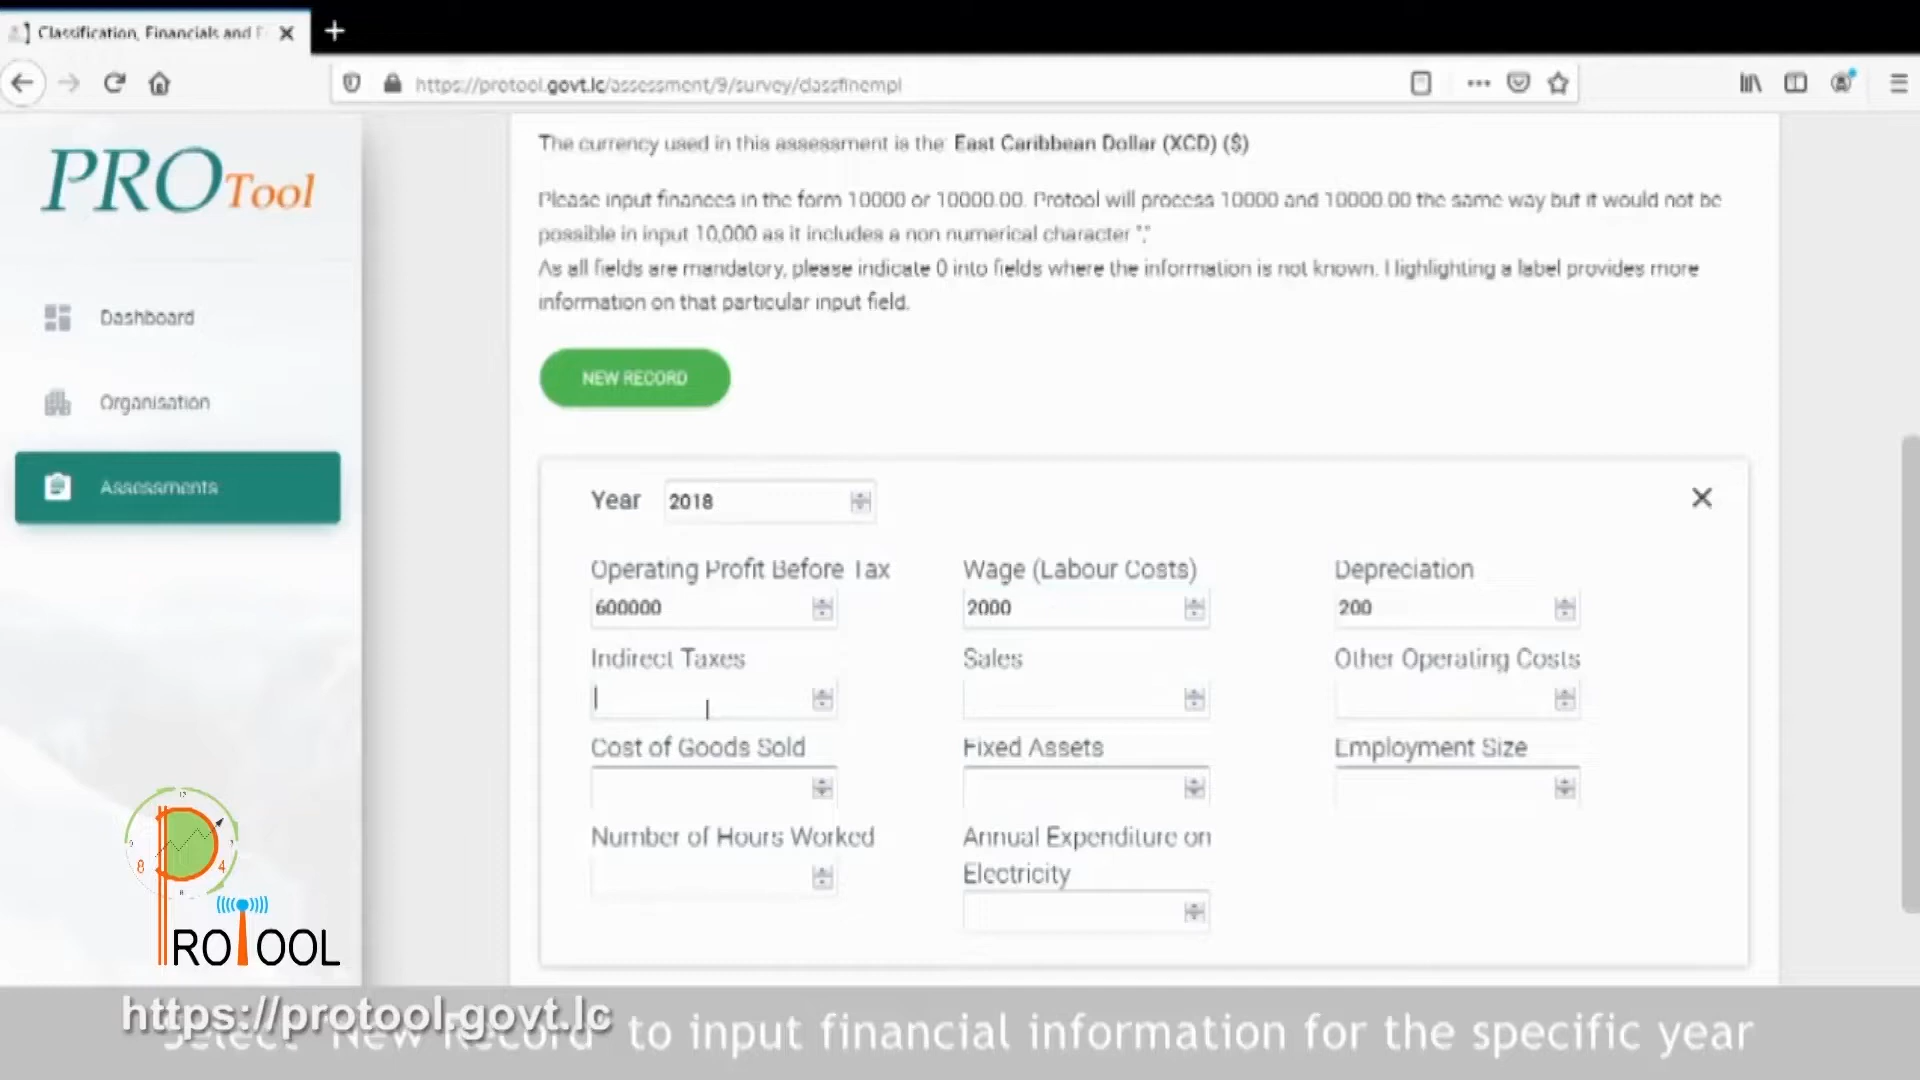 Classification, Financials and
https://protool.govt.lc/assessment/9/survey/classfinempl
PRO Tool
Dashboard
Organisation
Assessments
The currency used in this assessment is the: East Caribbean Dollar (XCD) ($)
Please input finances in the form 10000 or 10000.00. Protool will process 10000 and 10000.00 the same way but it would not be
possible in input 10,000 as it includes a non numerical character ","
As all fields are mandatory, please indicate 0 into fields where the information is not known. Highlighting a label provides more
information on that particular input field.
NEW RECORD
Year 2018
Operating Profit Before Tax Wage (Labour Costs) Depreciation
600000 2000 200
Indirect Taxes Sales Other Operating Costs
Cost of Goods Sold Fixed Assets Employment Size
Number of Hours Worked Annual Expenditure on
Electricity
8 4
PROTOOL
https://protool.govt.lc
Select 'New Record' to input financial information for the specific year